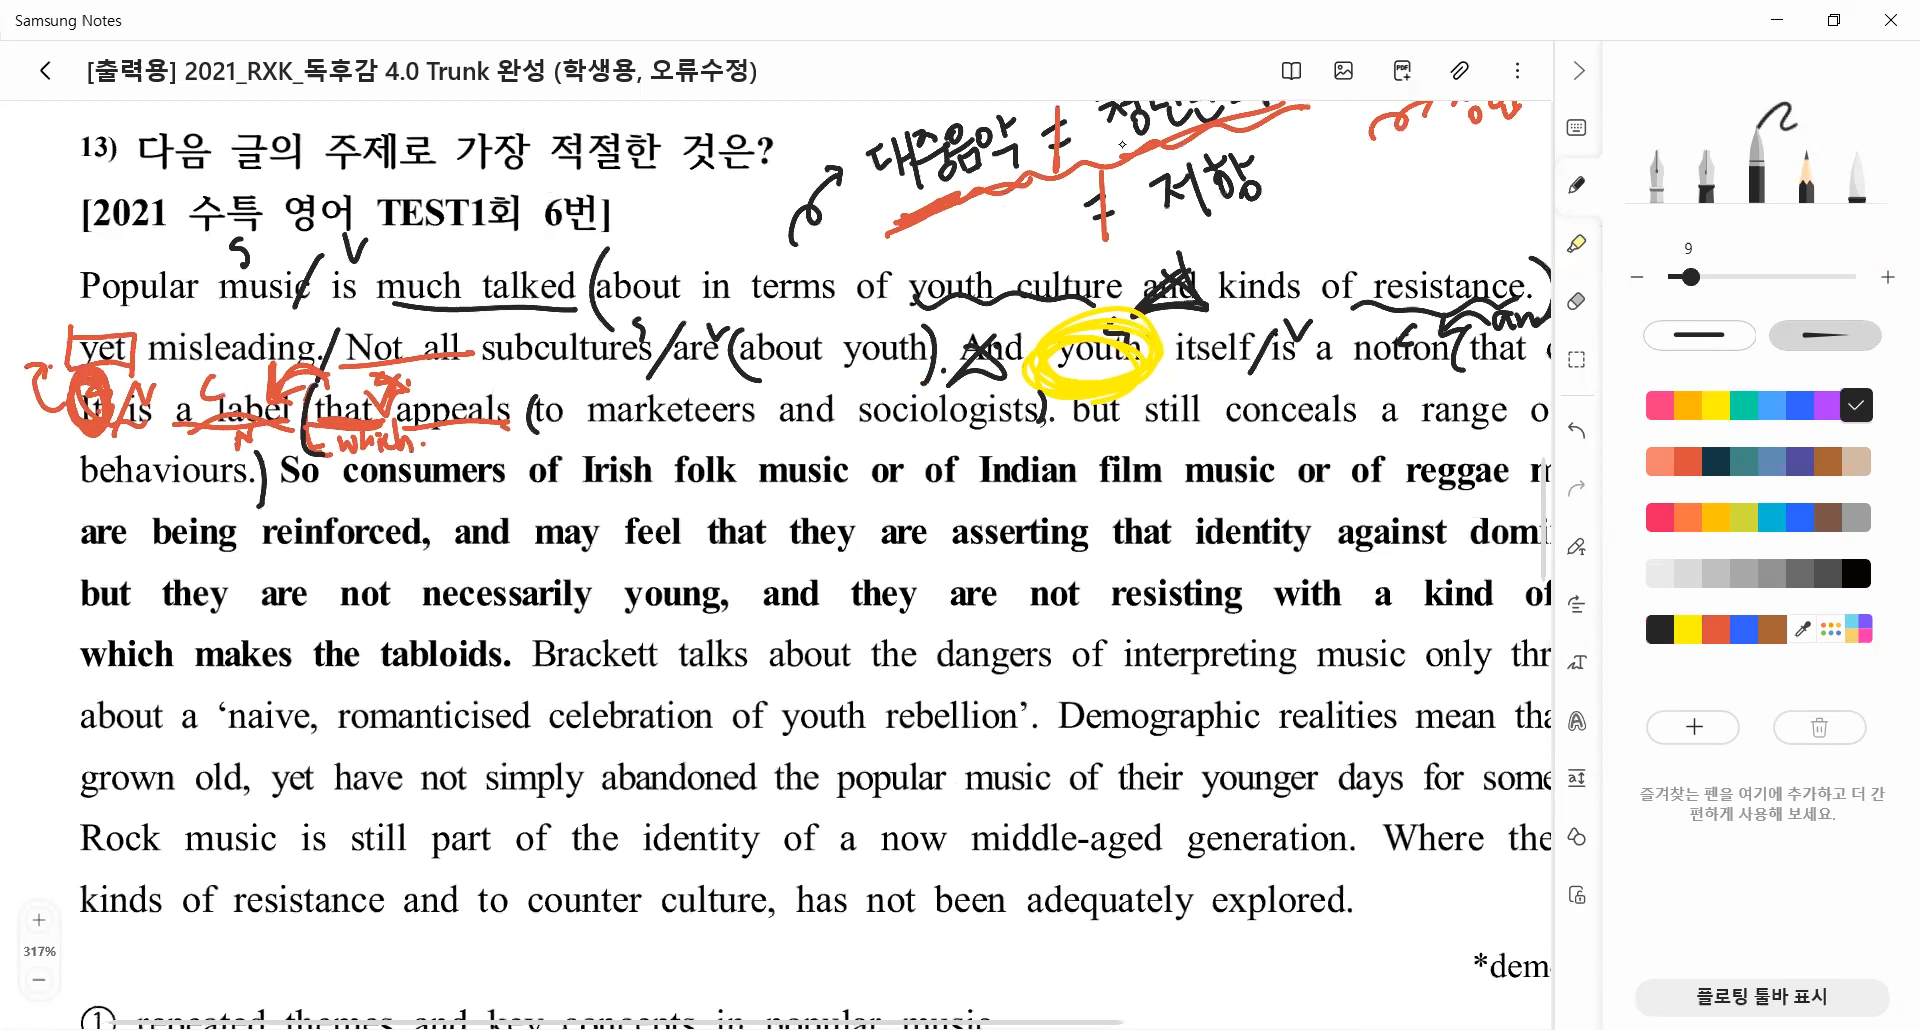 Samsung Notes
[출력용] 2021_RXK_독후감 4.0 Trunk 완성 (학생용, 오류수정)
13) 다음 글의 주제로 가장 적절한 것은?
대중음악 =
≠ 저항
[2021 수특 영어 TEST1회 6번]
S V
Popular music is much talked about in terms of youth culture and kinds of resistance.
S V V C and
yet misleading. Not all subcultures are about youth. And youth itself is a notion that
C
It is a label that appeals to marketeers and sociologists, but still conceals a range
N which.
behaviours. So consumers of Irish folk music or of Indian film music or of reggae
are being reinforced, and may feel that they are asserting that identity against
but they are not necessarily young, and they are not resisting with a kind of
which makes the tabloids. Brackett talks about the dangers of interpreting music only
about a ‘naive, romanticised celebration of youth rebellion’. Demographic realities mean
grown old, yet have not simply abandoned the popular music of their younger days for
Rock music is still part of the identity of a now middle-aged generation. Where
kinds of resistance and to counter culture, has not been adequately explored.
① repeated themes and key concepts in popular music
317%
9
즐겨찾는 펜을 여기에 추가하고 더 간
편하게 사용해 보세요.
플로팅 툴바 표시